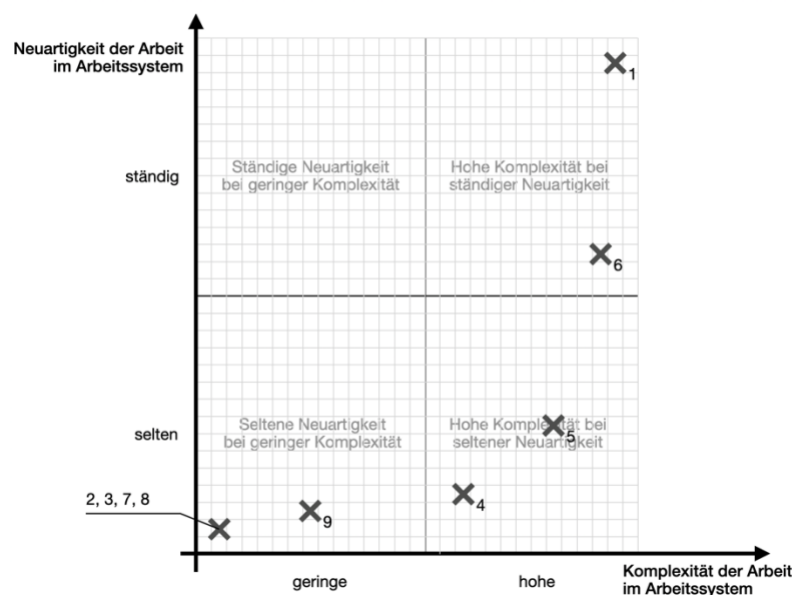 Neuartigkeit der Arbeit
im Arbeitssystem
1
ständig
Ständige Neuartigkeit
bei geringer Komplexität
Hohe Komplexität bei
ständiger Neuartigkeit
6
selten
Seltene Neuartigkeit
bei geringer Komplexität
Hohe Komplexität bei
seltener Neuartigkeit
5
2, 3, 7, 8
9
4
geringe
hohe
Komplexität der Arbeit
im Arbeitssystem